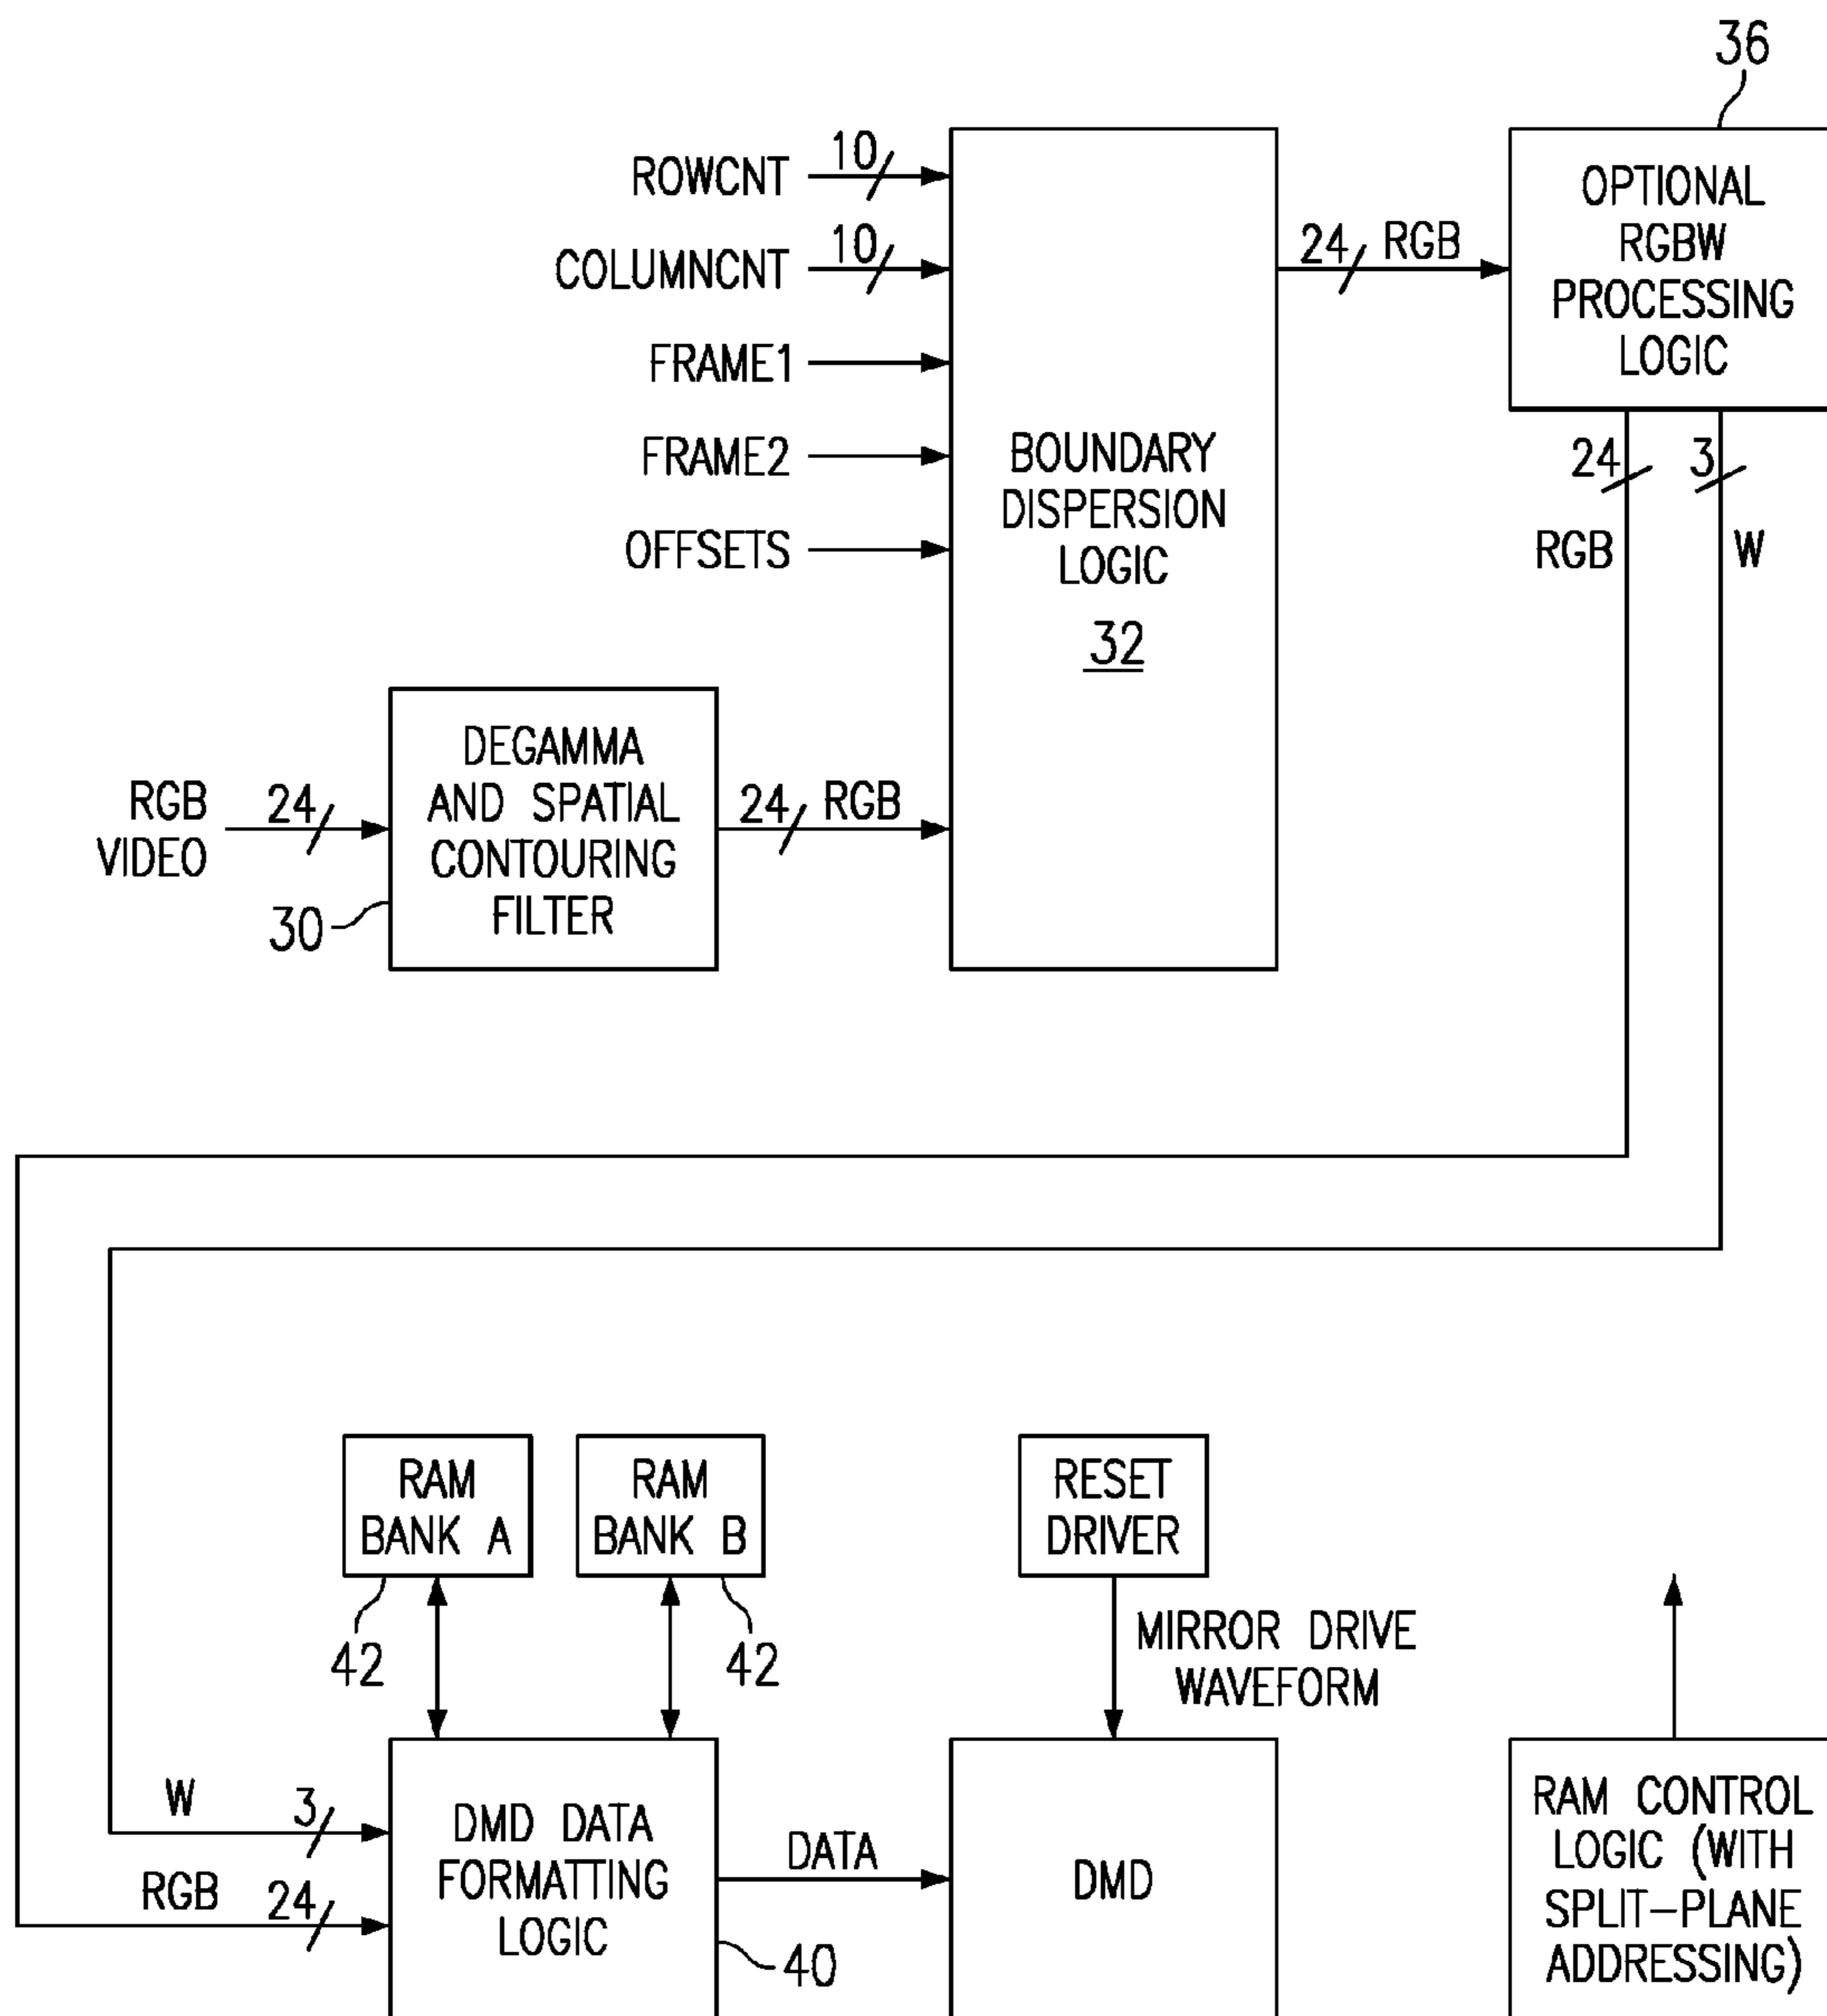 36
ROWCNT 10
COLUMNCNT 10
FRAME1
FRAME2
OFFSETS
BOUNDARY
DISPERSION
LOGIC
32
24 RGB
OPTIONAL
RGBW
PROCESSING
LOGIC
24 3
RGB W
RGB
VIDEO
24
DEGAMMA
AND SPATIAL
CONTOURING
FILTER
30
24 RGB
RAM
BANK A
42
RAM
BANK B
42
RESET
DRIVER
MIRROR DRIVE
WAVEFORM
W 3
RGB 24
DMD DATA
FORMATTING
LOGIC
40
DATA
DMD
RAM CONTROL
LOGIC (WITH
SPLIT-PLANE
ADDRESSING)